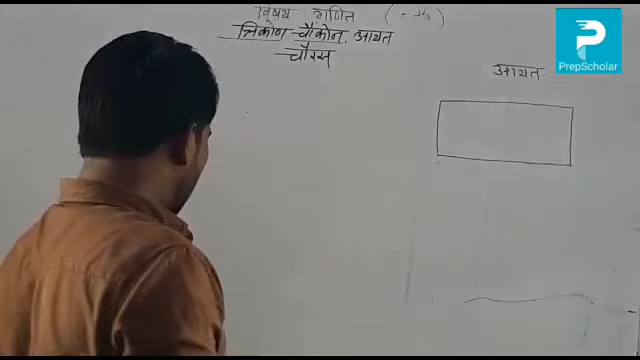 विषय : गणित
त्रिकोण चौकोन, आयत
चौरस
आयत
PrepScholar